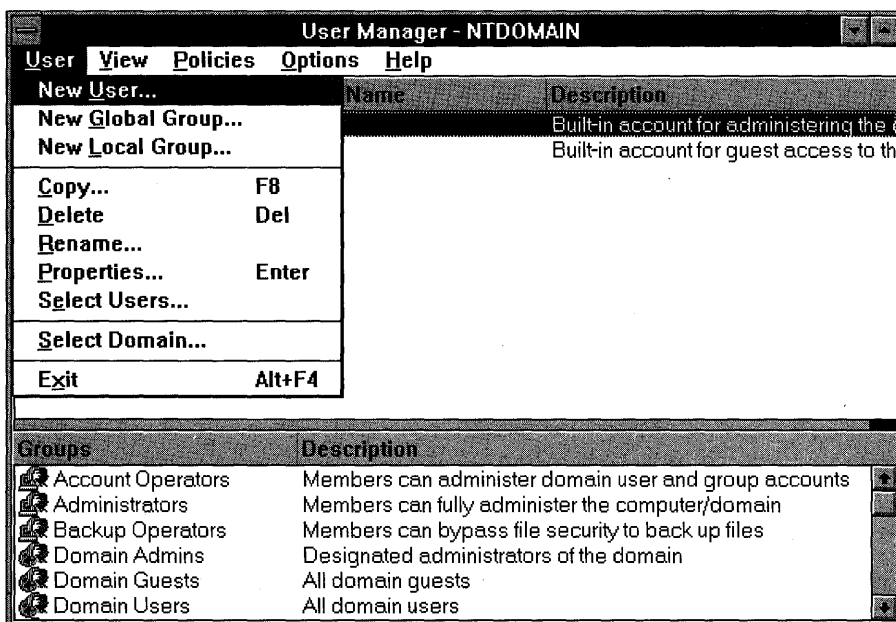 User Manager - NTDOMAIN
User View Policies Options Help
New User...
New Global Group...
New Local Group...
Copy... F8
Delete Del
Rename...
Properties... Enter
Select Users...
Select Domain...
Exit Alt+F4
Name Description
Built-in account for administering the
Built-in account for guest access to th
Groups Description
Account Operators Members can administer domain user and group accounts
Administrators Members can fully administer the computer/domain
Backup Operators Members can bypass file security to back up files
Domain Admins Designated administrators of the domain
Domain Guests All domain guests
Domain Users All domain users